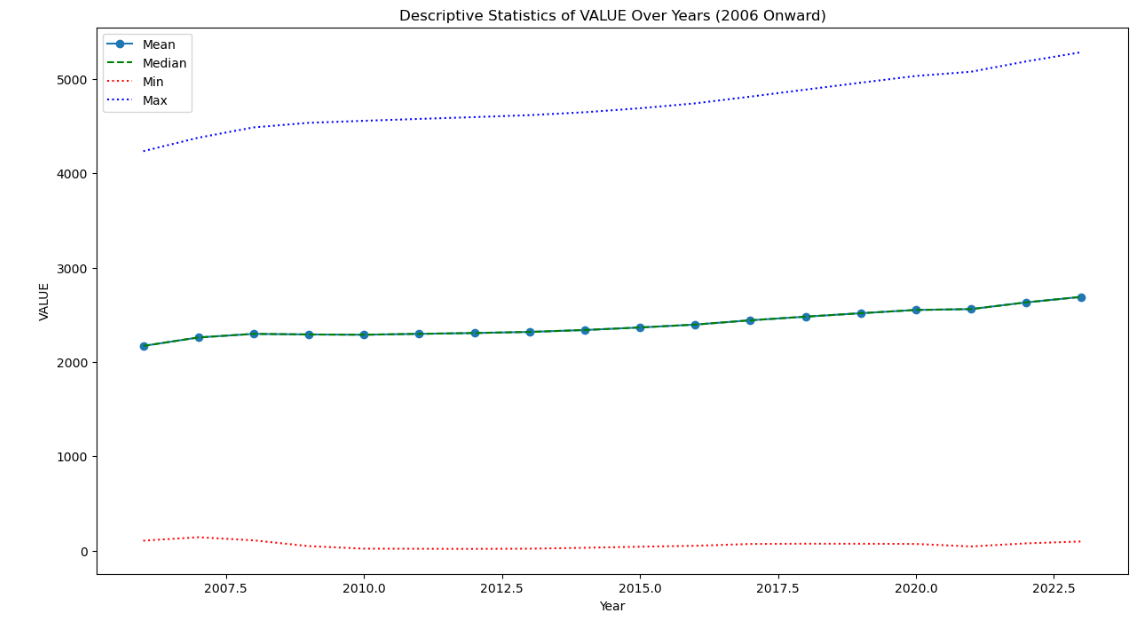 Descriptive Statistics of VALUE Over Years (2006 Onward)
Mean
Median
Min
Max
5000
4000
3000
2000
1000
0
VALUE
2007.5
2010.0
2012.5
2015.0
2017.5
2020.0
2022.5
Year